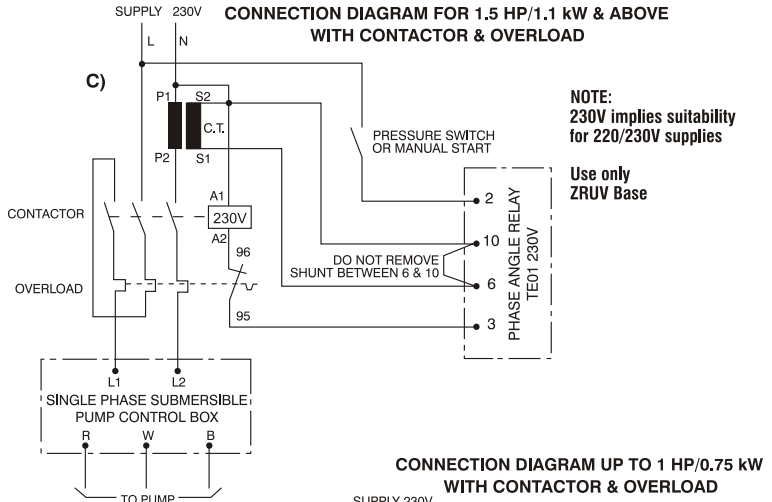 SUPPLY 230V
CONNECTION DIAGRAM FOR 1.5 HP/1.1 kW & ABOVE
WITH CONTACTOR & OVERLOAD
L N
C)
P1 S2
C.T.
P2 S1
PRESSURE SWITCH
OR MANUAL START
NOTE:
230V implies suitability
for 220/230V supplies
Use only
ZRUV Base
CONTACTOR
A1
230V
A2
96
OVERLOAD
95
DO NOT REMOVE
SHUNT BETWEEN 6 & 10
2
10
6
3
PHASE ANGLE RELAY
TE01 230V
L1 L2
SINGLE PHASE SUBMERSIBLE
PUMP CONTROL BOX
R W B
TO PUMP
CONNECTION DIAGRAM UP TO 1 HP/0.75 kW
WITH CONTACTOR & OVERLOAD
SUPPLY 230V